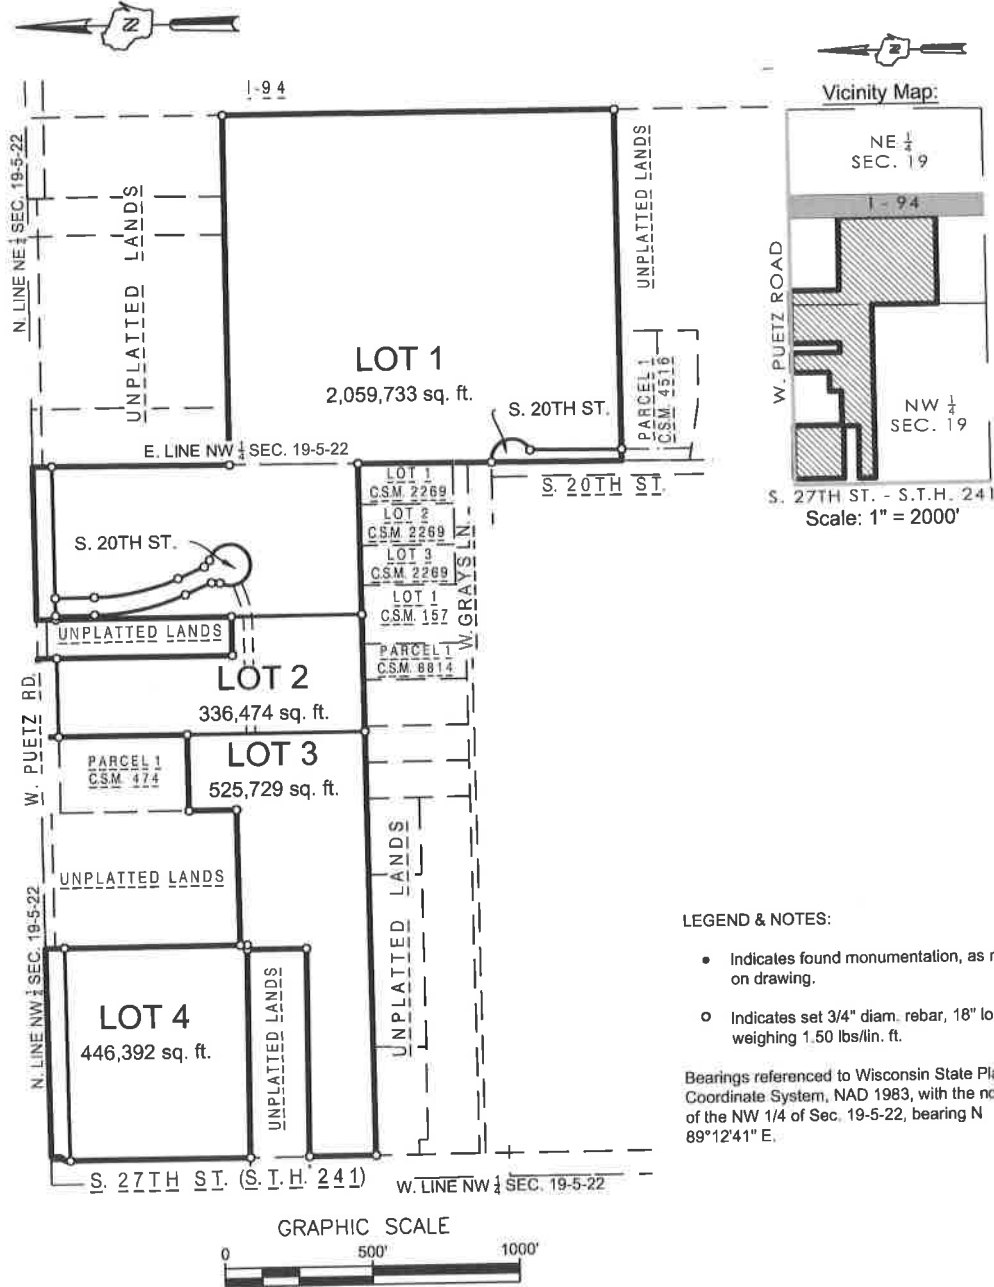 N
N
I-94
Vicinity Map:
NE 1/4
SEC. 19
I - 94
W. PUETZ ROAD
NW 1/4
SEC. 19
S. 27TH ST. - S.T.H. 241
Scale: 1" = 2000'
N. LINE NE 1/4 SEC. 19-5-22
UNPLATTED LANDS
UNPLATTED LANDS
LOT 1
2,059,733 sq. ft.
S. 20TH ST.
PARCEL 1
C.S.M. 4516
E. LINE NW 1/4 SEC. 19-5-22
S. 20TH ST.
LOT 1
C.S.M. 2269
LOT 2
C.S.M. 2269
LOT 3
C.S.M. 2269
LOT 1
C.S.M. 157
PARCEL 1
C.S.M. 6814
W. GRAYS LN.
S. 20TH ST.
UNPLATTED LANDS
LOT 2
336,474 sq. ft.
W. PUETZ RD.
PARCEL 1
C.S.M. 474
LOT 3
525,729 sq. ft.
UNPLATTED LANDS
UNPLATTED LANDS
N. LINE NW 1/4 SEC. 19-5-22
LOT 4
446,392 sq. ft.
UNPLATTED LANDS
S. 27TH ST. (S.T.H. 241)
W. LINE NW 1/4 SEC. 19-5-22
LEGEND & NOTES:
Indicates found monumentation, as
on drawing.
Indicates set 3/4" diam. rebar, 18" lo
weighing 1.50 lbs/lin. ft.
Bearings referenced to Wisconsin State Pla
Coordinate System, NAD 1983, with the no
of the NW 1/4 of Sec. 19-5-22, bearing N
89°12'41" E.
GRAPHIC SCALE
0 500' 1000'